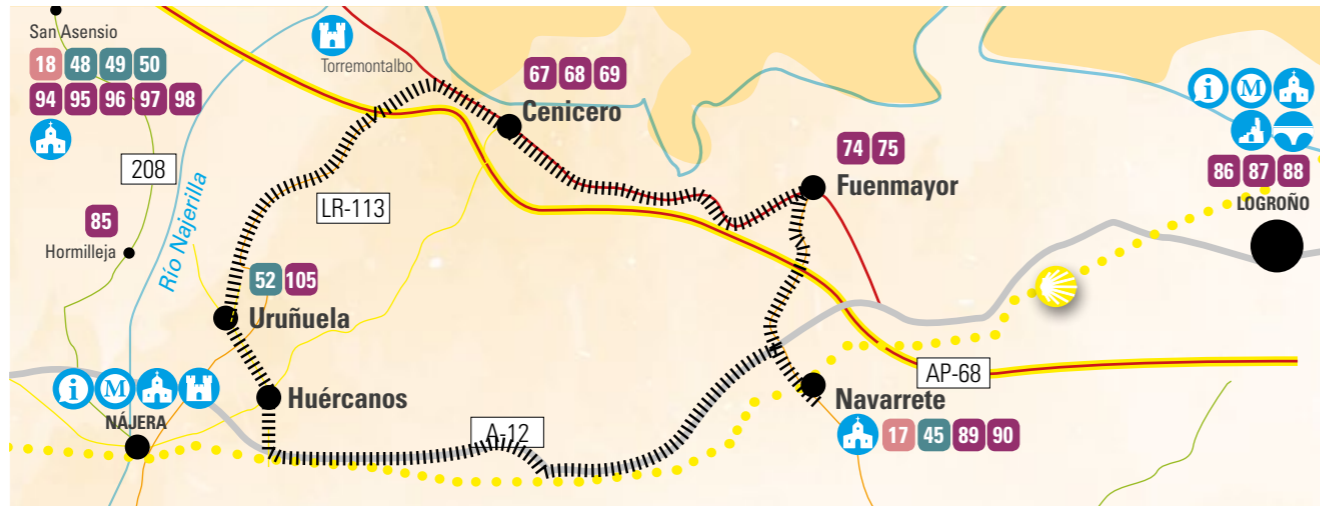 San Asensio
18 48 49 50
94 95 96 97 98
208
85
Hormilleja
Río Najerilla
Torremontalbo
LR-113
67 68 69
Cenicero
74 75
Fuenmayor
i M
86 87 88
LOGROÑO
52 105
Uruñuela
Huércanos
i M
NÁJERA
A-12
AP-68
Navarrete
17 45 89 90